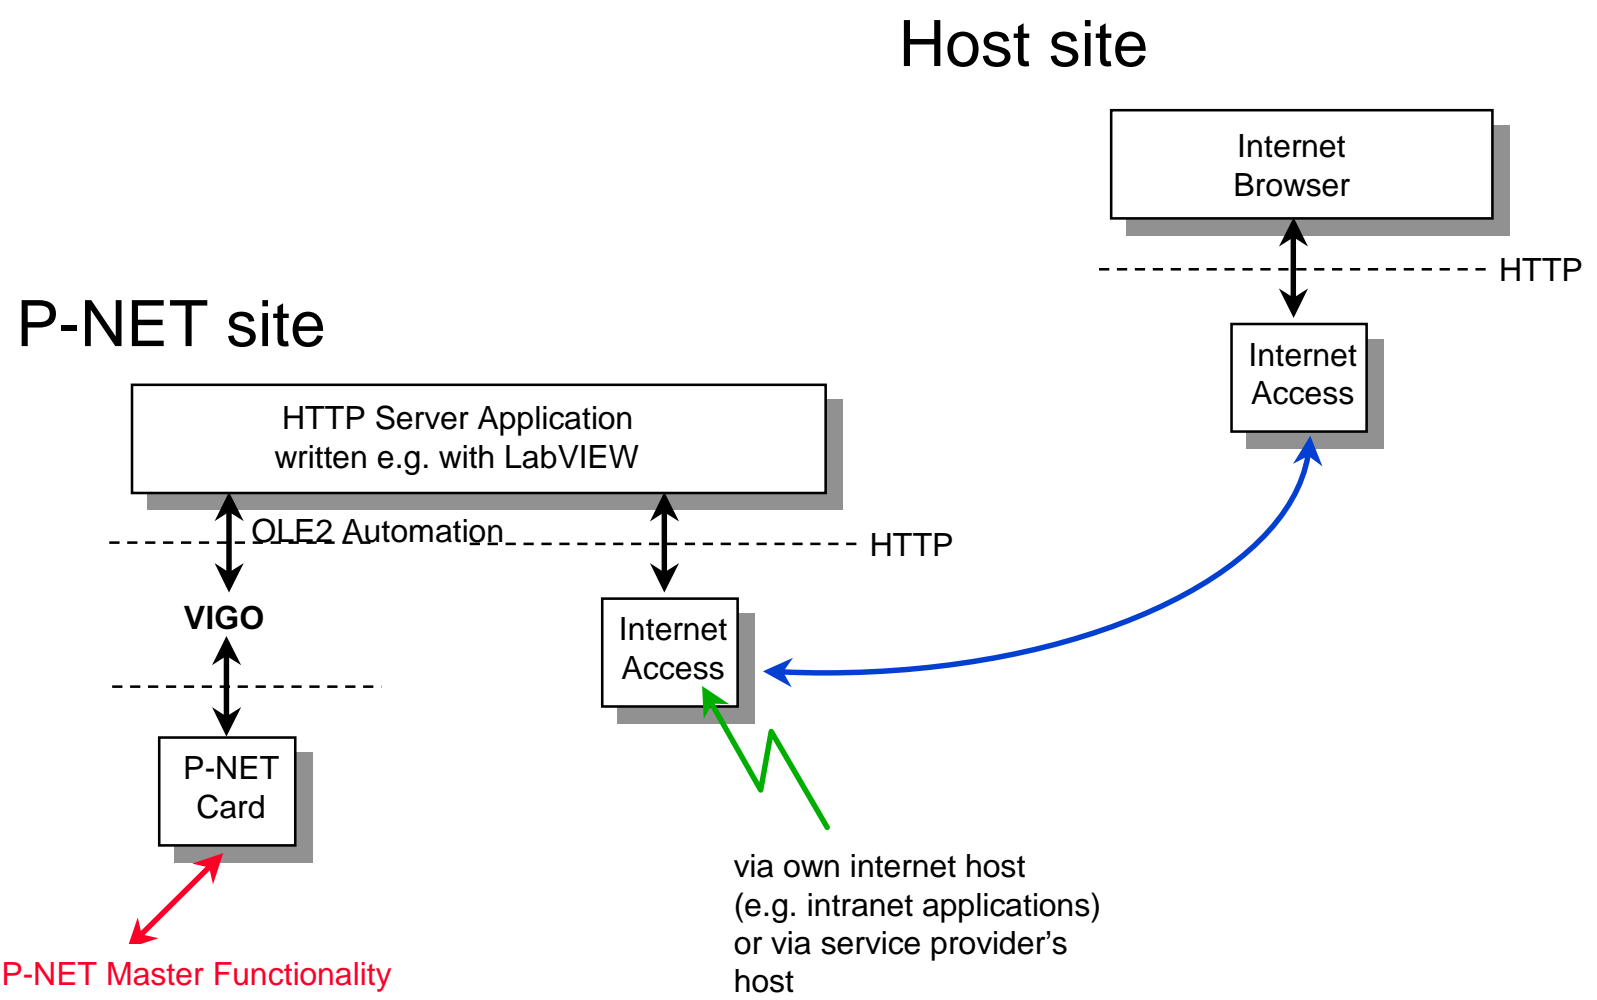 Host site
Internet
Browser
HTTP
Internet
Access
P-NET site
HTTP Server Application
written e.g. with LabVIEW
OLE2 Automation
HTTP
VIGO
Internet
Access
P-NET
Card
via own internet host
(e.g. intranet applications)
or via service provider's
host
P-NET Master Functionality